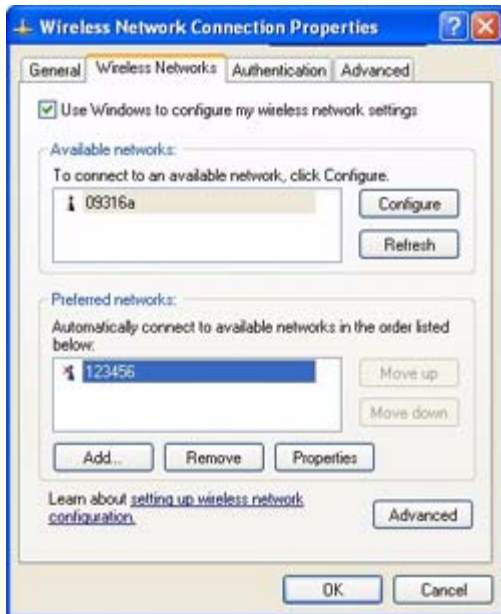 Wireless Network Connection Properties
General Wireless Networks Authentication Advanced
Use Windows to configure my wireless network settings
Available networks:
To connect to an available network, click Configure.
09316a
Configure
Refresh
Preferred networks:
Automatically connect to available networks in the order listed
below:
123456
Move up
Move down
Add... Remove Properties
Learn about setting up wireless network
configuration.
Advanced
OK Cancel